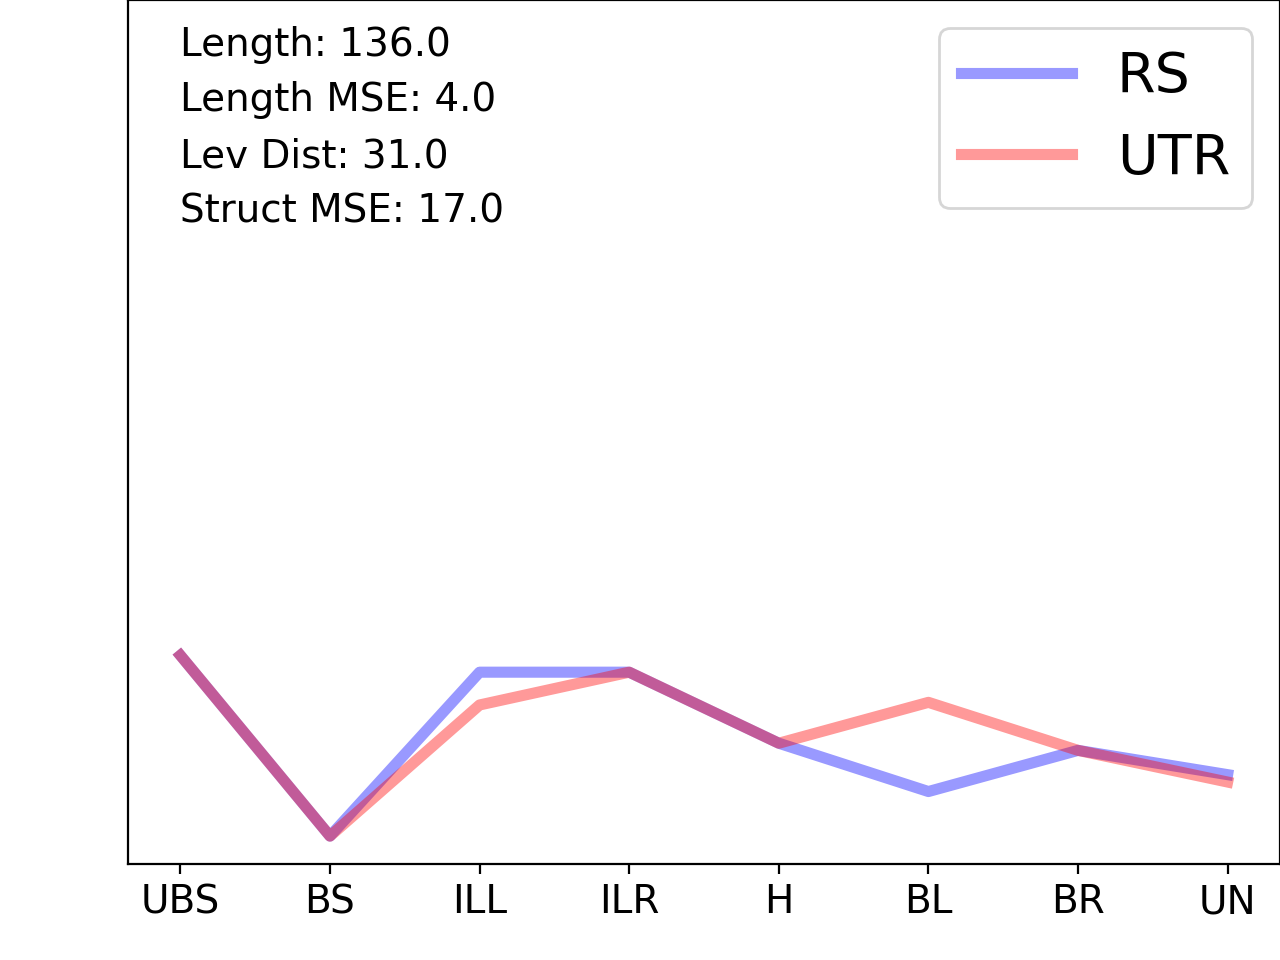 Length: 136.0
Length MSE: 4.0
Lev Dist: 31.0
Struct MSE: 17.0
RS
UTR
UBS BS ILL ILR H BL BR UN